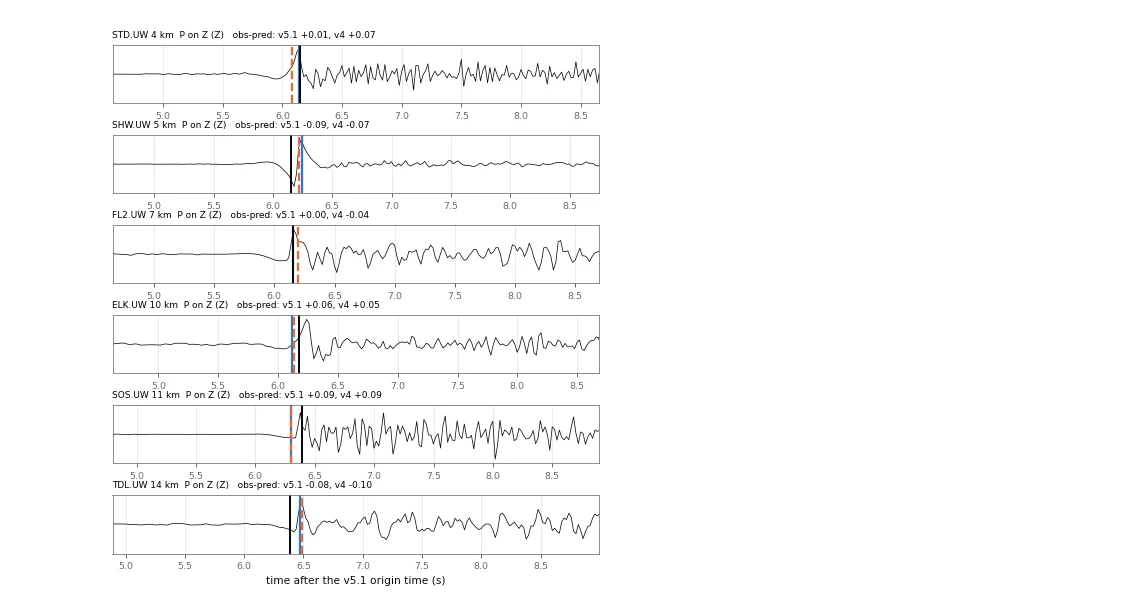 STD.UW 4 km  P on Z (Z)   obs-pred: v5.1 +0.01, v4 +0.07
5.0 5.5 6.0 6.5 7.0 7.5 8.0 8.5
SHW.UW 5 km  P on Z (Z)   obs-pred: v5.1 -0.09, v4 -0.07
5.0 5.5 6.0 6.5 7.0 7.5 8.0 8.5
FL2.UW 7 km  P on Z (Z)   obs-pred: v5.1 +0.00, v4 -0.04
5.0 5.5 6.0 6.5 7.0 7.5 8.0 8.5
ELK.UW 10 km  P on Z (Z)   obs-pred: v5.1 +0.06, v4 +0.05
5.0 5.5 6.0 6.5 7.0 7.5 8.0 8.5
SOS.UW 11 km  P on Z (Z)   obs-pred: v5.1 +0.09, v4 +0.09
5.0 5.5 6.0 6.5 7.0 7.5 8.0 8.5
TDL.UW 14 km  P on Z (Z)   obs-pred: v5.1 -0.08, v4 -0.10
5.0 5.5 6.0 6.5 7.0 7.5 8.0 8.5
time after the v5.1 origin time (s)